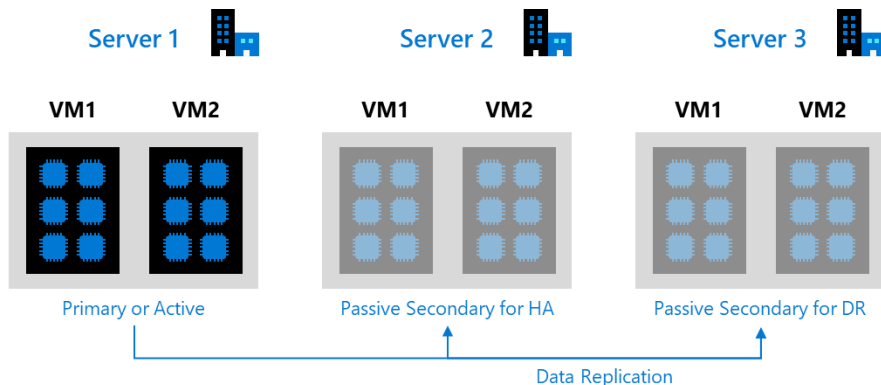 Server 1
Server 2
Server 3
VM1
VM2
VM1
VM2
VM1
VM2
Primary or Active
Passive Secondary for HA
Passive Secondary for DR
Data Replication